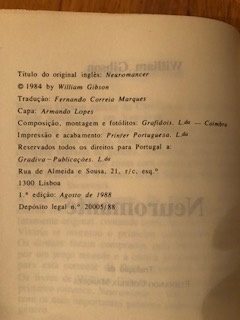 Título do original inglês: Neuromancer
© 1984 by William Gibson
Tradução: Fernando Correia Marques
Capa: Armando Lopes
Composição, montagem e fotólitos: Grafidois. L.da — Coimbra
Impressão e acabamento: Printer Portuguesa. L.da
Reservados todos os direitos para Portugal a:
Gradiva—Publicações. L.da
Rua de Almeida e Sousa, 21, r/c, esq.º
1300 Lisboa
1.ª edição: Agosto de 1988
Depósito legal n.º 20005/88